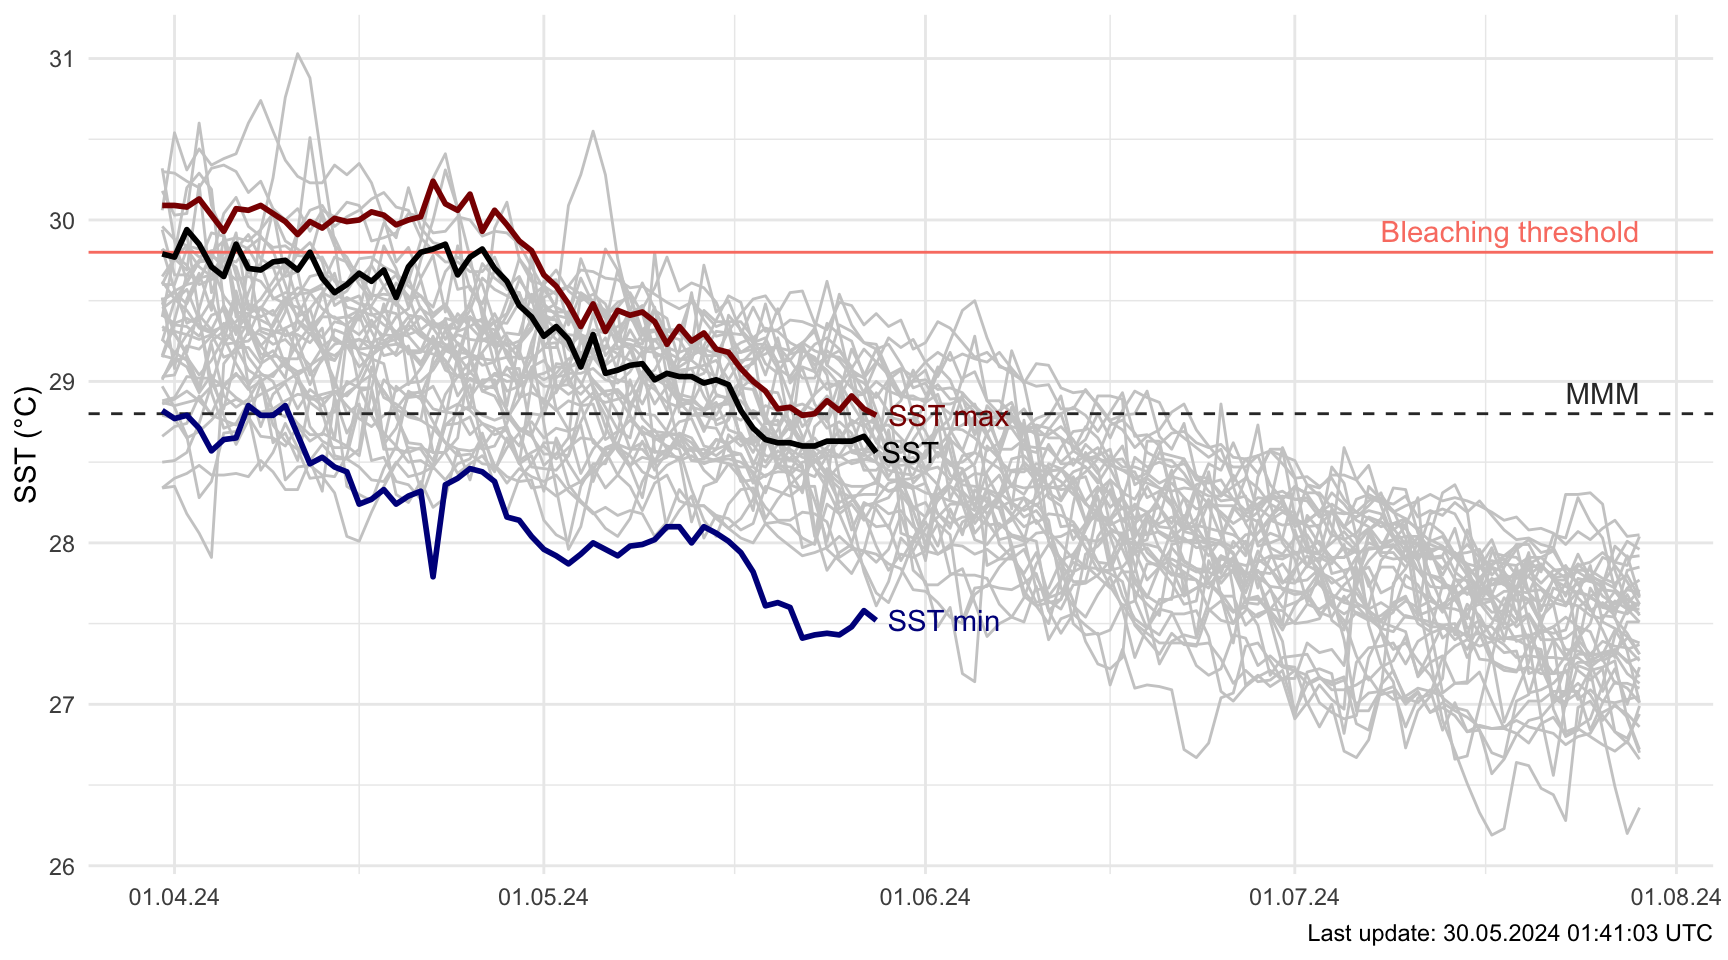 31
30
29
28
27
26
SST (°C)
Bleaching threshold
MMM
SST max
SST
SST min
01.04.24
01.05.24
01.06.24
01.07.24
01.08.24
Last update: 30.05.2024 01:41:03 UTC